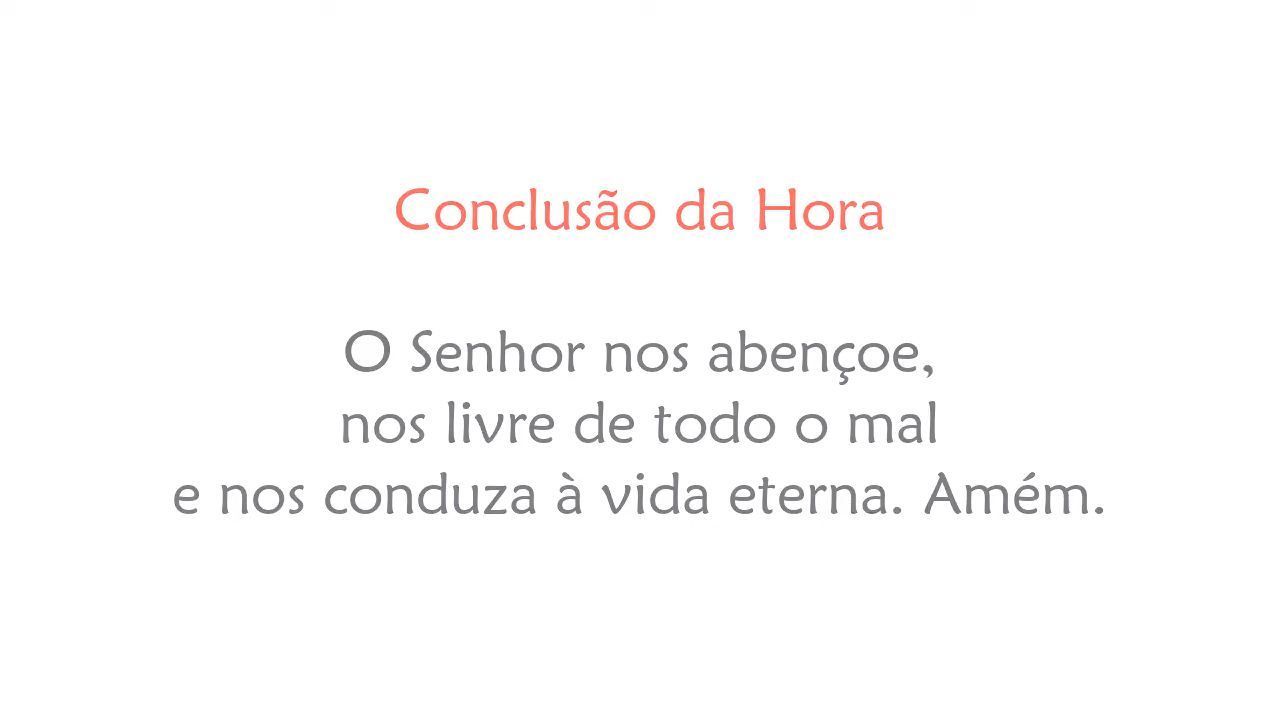 Conclusão da Hora
O Senhor nos abençoe,
nos livre de todo o mal
e nos conduza à vida eterna. Amém.